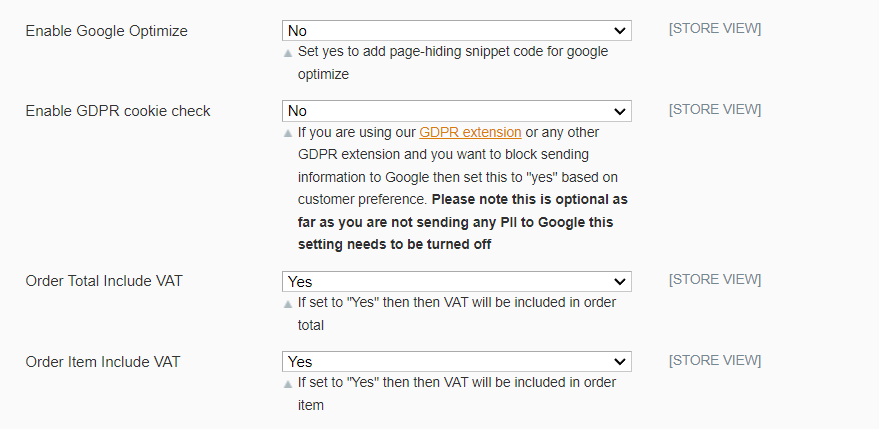 Enable Google Optimize No [STORE VIEW]
Set yes to add page-hiding snippet code for google
optimize
Enable GDPR cookie check No [STORE VIEW]
If you are using our GDPR extension or any other
GDPR extension and you want to block sending
information to Google then set this to "yes" based on
customer preference. Please note this is optional as
far as you are not sending any PII to Google this
setting needs to be turned off
Order Total Include VAT Yes [STORE VIEW]
If set to "Yes" then then VAT will be included in order
total
Order Item Include VAT Yes [STORE VIEW]
If set to "Yes" then then VAT will be included in order
item